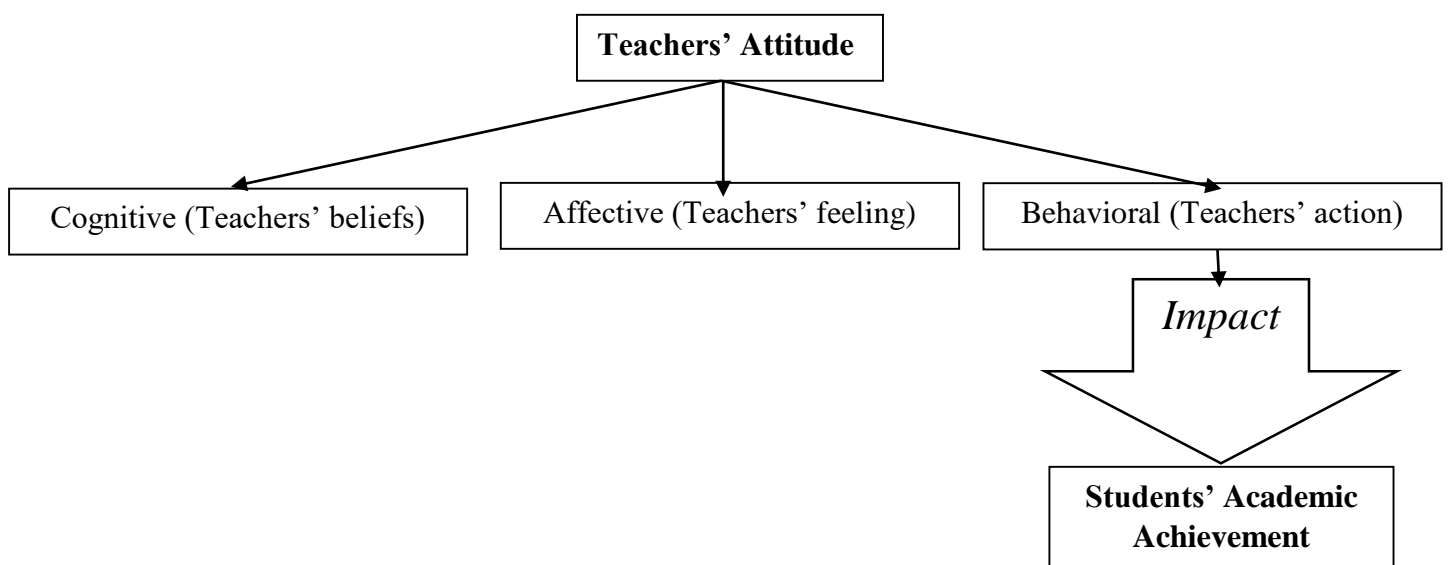 Teachers’ Attitude
Cognitive (Teachers’ beliefs)
Affective (Teachers’ feeling)
Behavioral (Teachers’ action)
Impact
Students’ Academic
Achievement